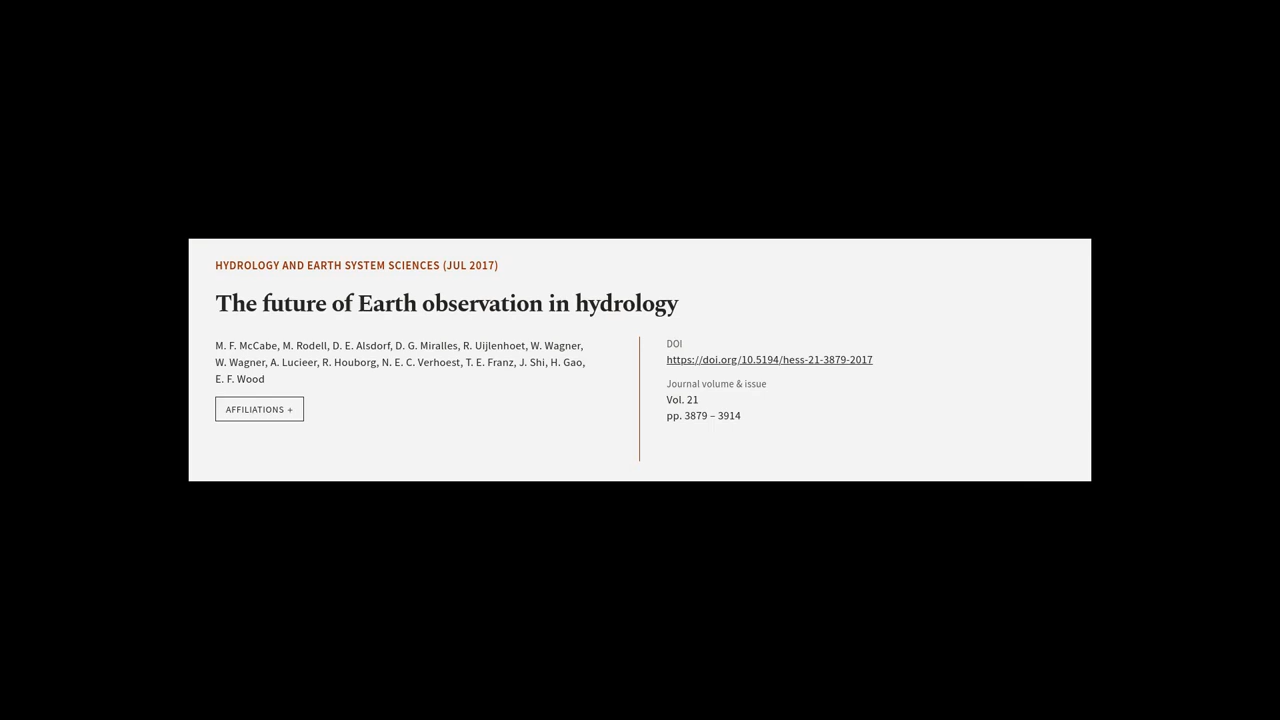 HYDROLOGY AND EARTH SYSTEM SCIENCES (JUL 2017)
The future of Earth observation in hydrology
M. F. McCabe, M. Rodell, D. E. Alsdorf, D. G. Miralles, R. Uijlenhoet, W. Wagner,
W. Wagner, A. Lucieer, R. Houborg, N. E. C. Verhoest, T. E. Franz, J. Shi, H. Gao,
E. F. Wood
AFFILIATIONS +
DOI
https://doi.org/10.5194/hess-21-3879-2017
Journal volume & issue
Vol. 21
pp. 3879 – 3914